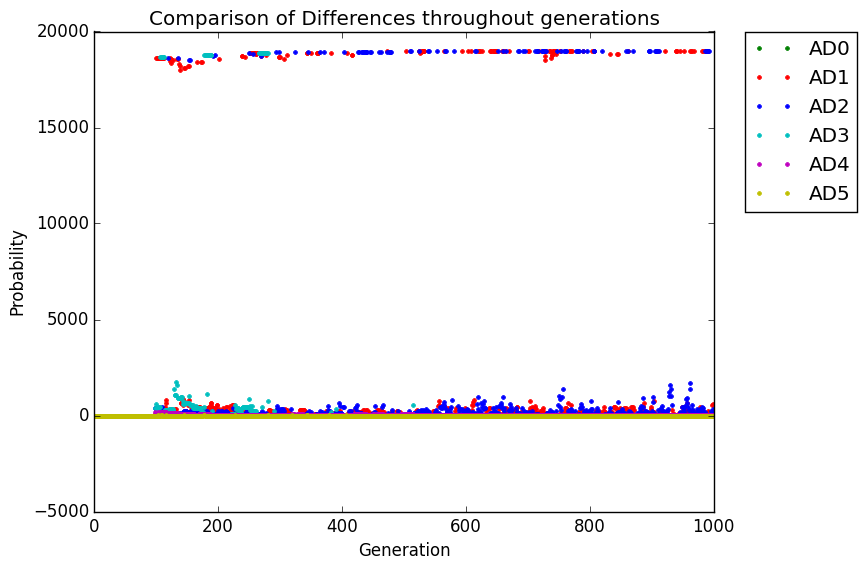 Comparison of Differences throughout generations
20000
15000
10000
5000
0
−5000
Probability
0 200 400 600 800 1000
Generation
AD0
AD1
AD2
AD3
AD4
AD5